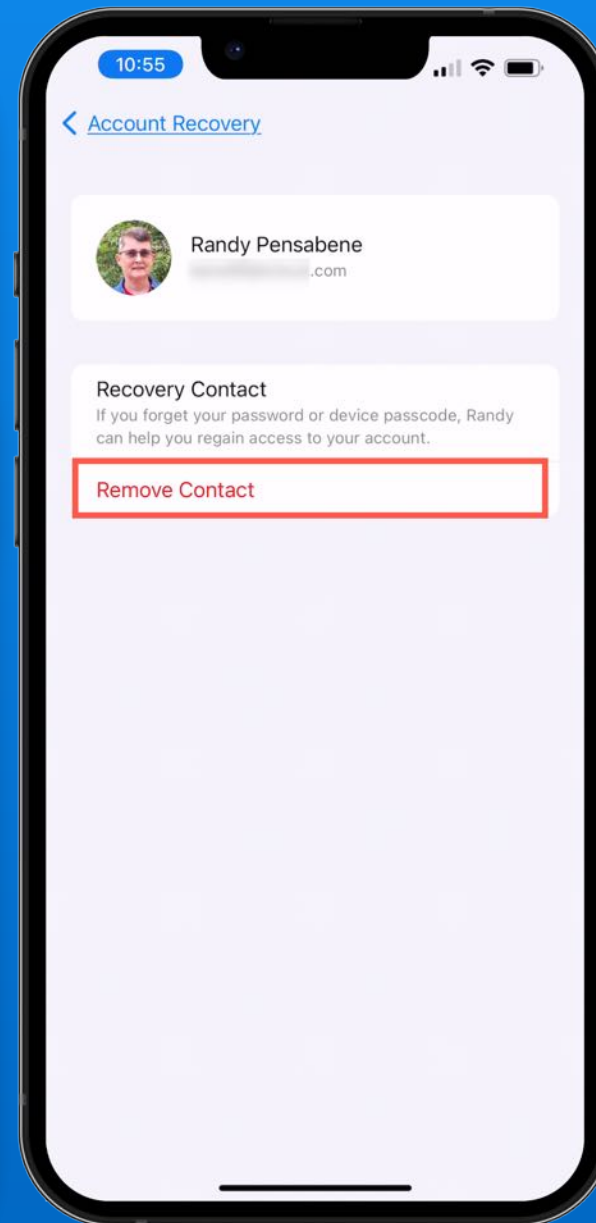 10:55
Account Recovery
Randy Pensabene
.com
Recovery Contact
If you forget your password or device passcode, Randy
can help you regain access to your account.
Remove Contact